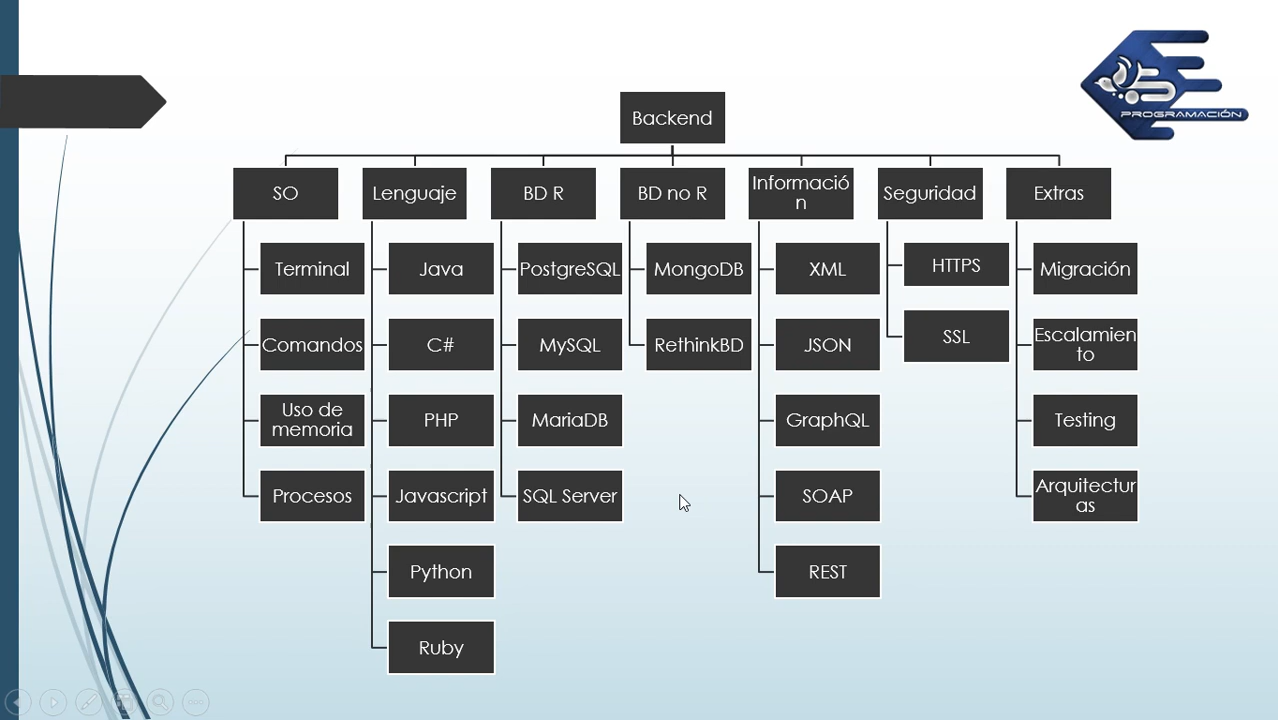 PROGRAMACIÓN
Backend
SO
Lenguaje
BD R
BD no R
Informació
n
Seguridad
Extras
Terminal
Java
PostgreSQL
MongoDB
XML
HTTPS
Migración
Comandos
C#
MySQL
RethinkBD
JSON
SSL
Escalamien
to
Uso de
memoria
PHP
MariaDB
GraphQL
Testing
Procesos
Javascript
SQL Server
SOAP
Arquitectur
as
Python
REST
Ruby